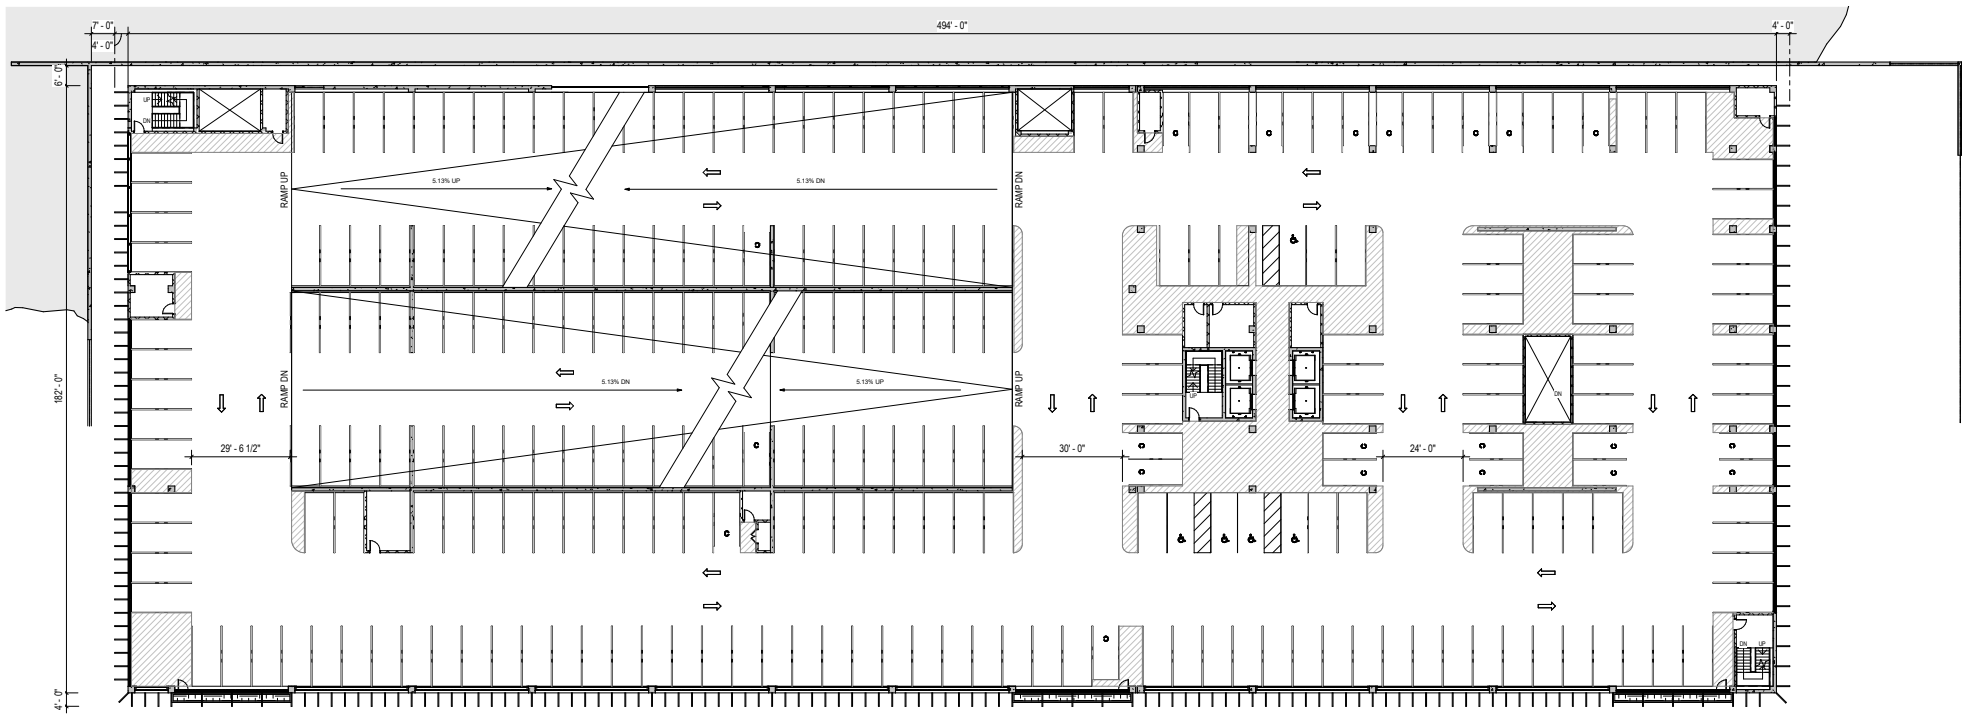 7' - 0"
494' - 0"
4' - 0"
4' - 0"
6' - 0"
UP
DN
RAMP UP
5.13% UP
5.13% DN
RAMP DN
182' - 0"
RAMP DN
5.13% DN
5.13% UP
RAMP UP
UP
DN
29' - 6 1/2"
30' - 0"
24' - 0"
DN
UP
4' - 0"